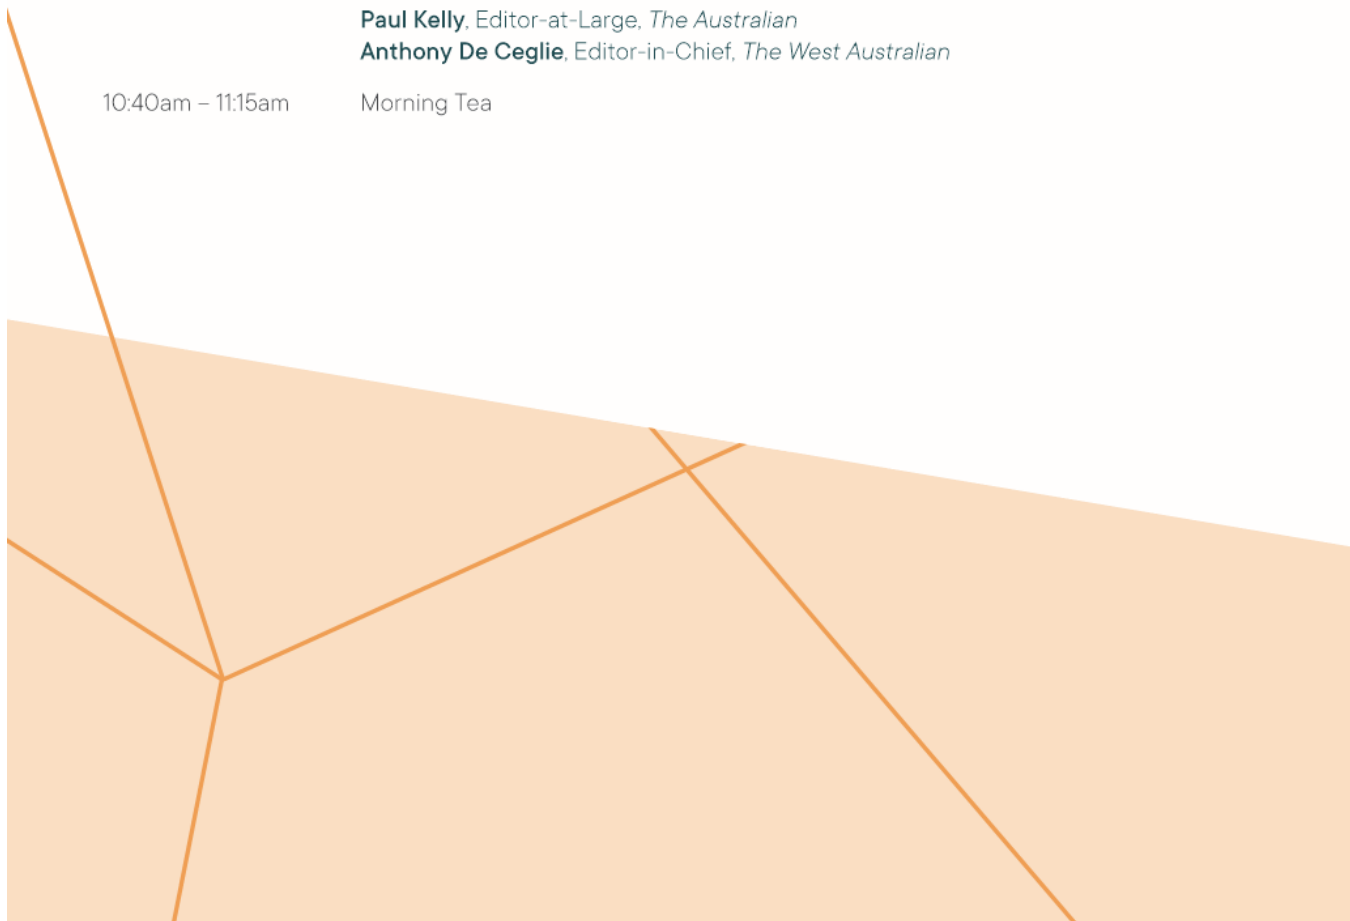 Paul Kelly, Editor-at-Large, The Australian
Anthony De Ceglie, Editor-in-Chief, The West Australian
10:40am – 11:15am Morning Tea